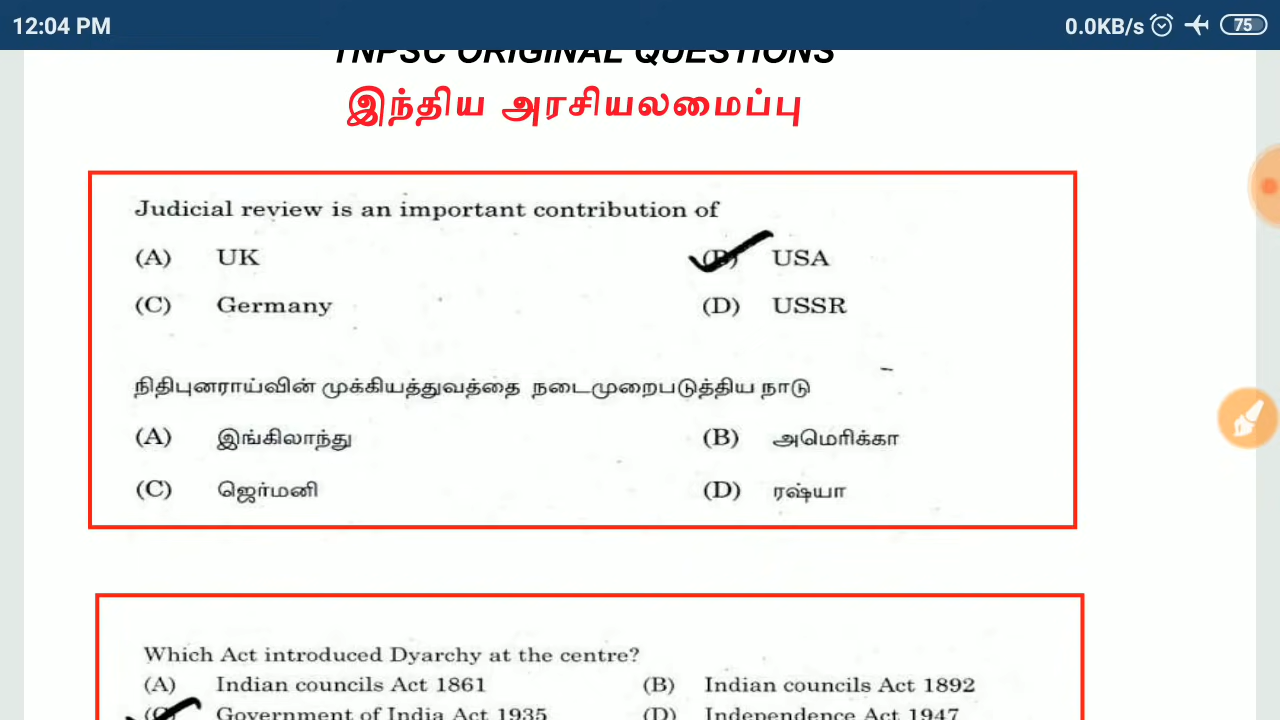 12:04 PM 0.0KB/s 75
TNPSC ORIGINAL QUESTIONS
இந்திய அரசியலமைப்பு
Judicial review is an important contribution of
(A) UK (B) USA
(C) Germany (D) USSR
நிதிபுனராய்வின் முக்கியத்துவத்தை நடைமுறைபடுத்திய நாடு
(A) இங்கிலாந்து (B) அமெரிக்கா
(C) ஜெர்மனி (D) ரஷ்யா
Which Act introduced Dyarchy at the centre?
(A) Indian councils Act 1861 (B) Indian councils Act 1892
(C) Government of India Act 1935 (D) Independence Act 1947